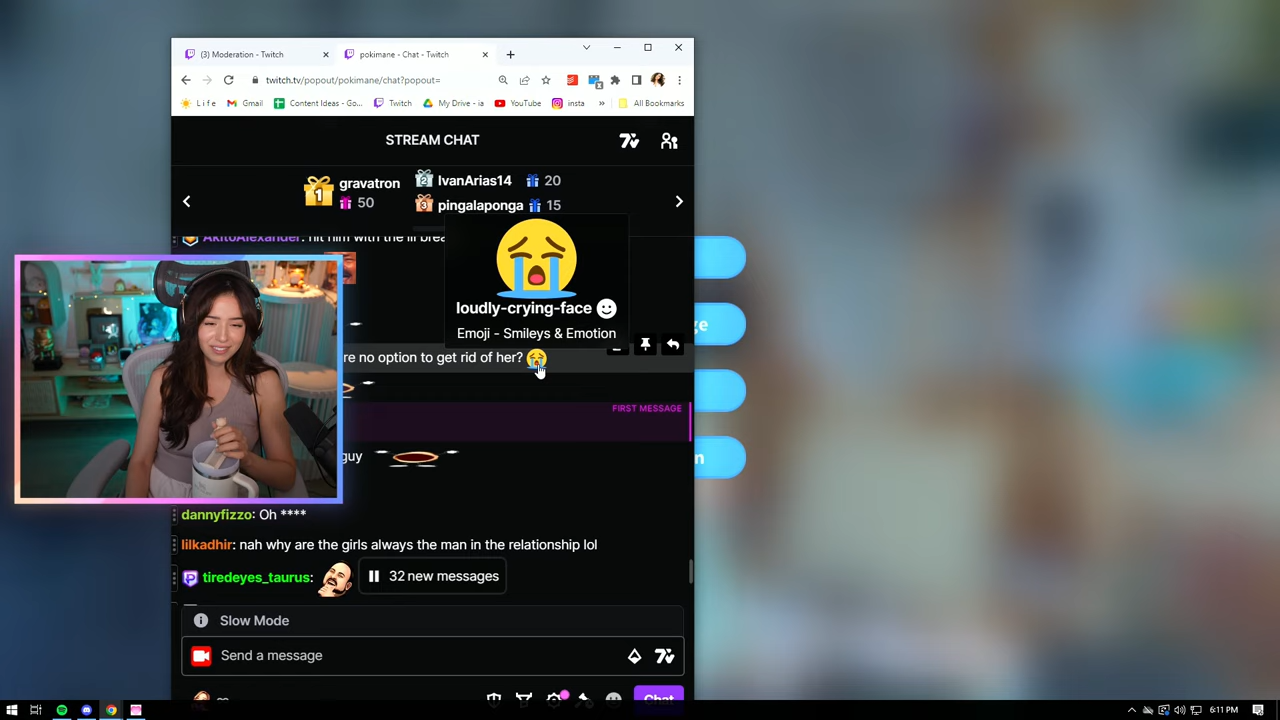 (3) Moderation - Twitch
pokimane - Chat - Twitch
twitch.tv/popout/pokimane/chat?popout=
Life
Gmail
Content Ideas - Go...
Twitch
My Drive - ia
YouTube
insta
»
All Bookmarks
STREAM CHAT
1
gravatron
50
2
IvanArias14
20
3
pingalaponga
15
AkitoAlexander: hit him with the lil brea
loudly-crying-face
Emoji - Smileys & Emotion
ge
re no option to get rid of her?
FIRST MESSAGE
guy
n
dannyfizzo: Oh ****
lilkadhir: nah why are the girls always the man in the relationship lol
tiredeyes_taurus:
32 new messages
Slow Mode
Send a message
Chat
6:11 PM